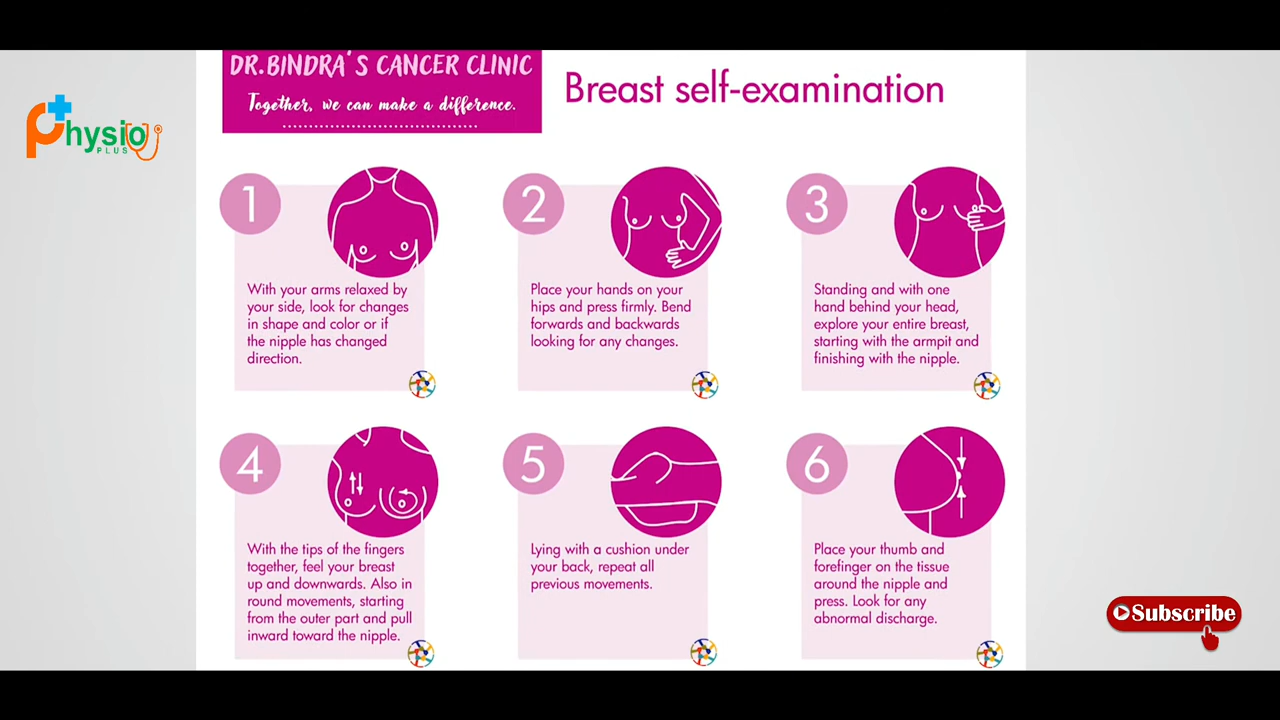 DR.BINDRA'S CANCER CLINIC
Together, we can make a difference.
Breast self-examination
Physio
PLUS
1
With your arms relaxed by
your side, look for changes
in shape and color or if
the nipple has changed
direction.
2
Place your hands on your
hips and press firmly. Bend
forwards and backwards
looking for any changes.
3
Standing and with one
hand behind your head,
explore your entire breast,
starting with the armpit and
finishing with the nipple.
4
With the tips of the fingers
together, feel your breast
up and downwards. Also in
round movements, starting
from the outer part and pull
inward toward the nipple.
5
Lying with a cushion under
your back, repeat all
previous movements.
6
Place your thumb and
forefinger on the tissue
around the nipple and
press. Look for any
abnormal discharge.
Subscribe